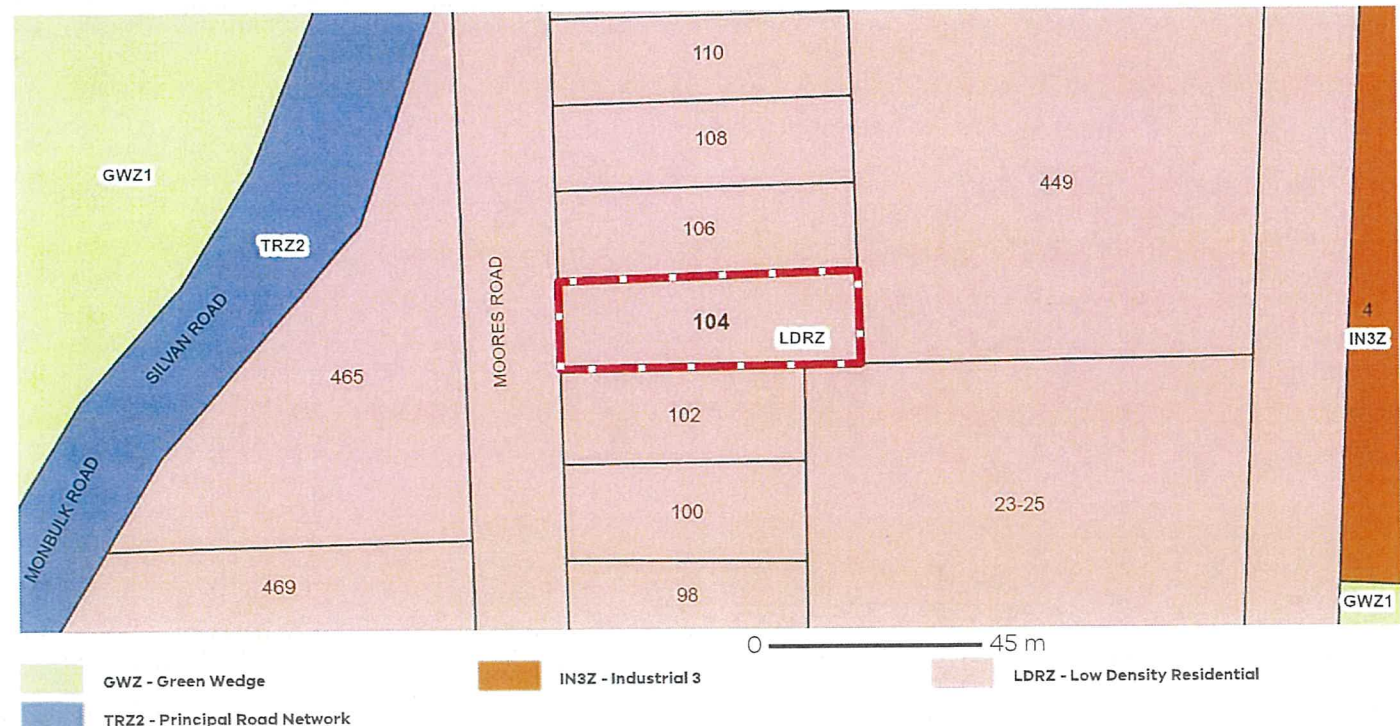 110
108
GWZ1
449
106
TRZ2
MOORES ROAD
4
104
LDRZ
IN3Z
SILVAN ROAD
465
102
23-25
100
MONBULK ROAD
469
98
GWZ1
0
45 m
GWZ - Green Wedge
IN3Z - Industrial 3
LDRZ - Low Density Residential
TRZ2 - Principal Road Network